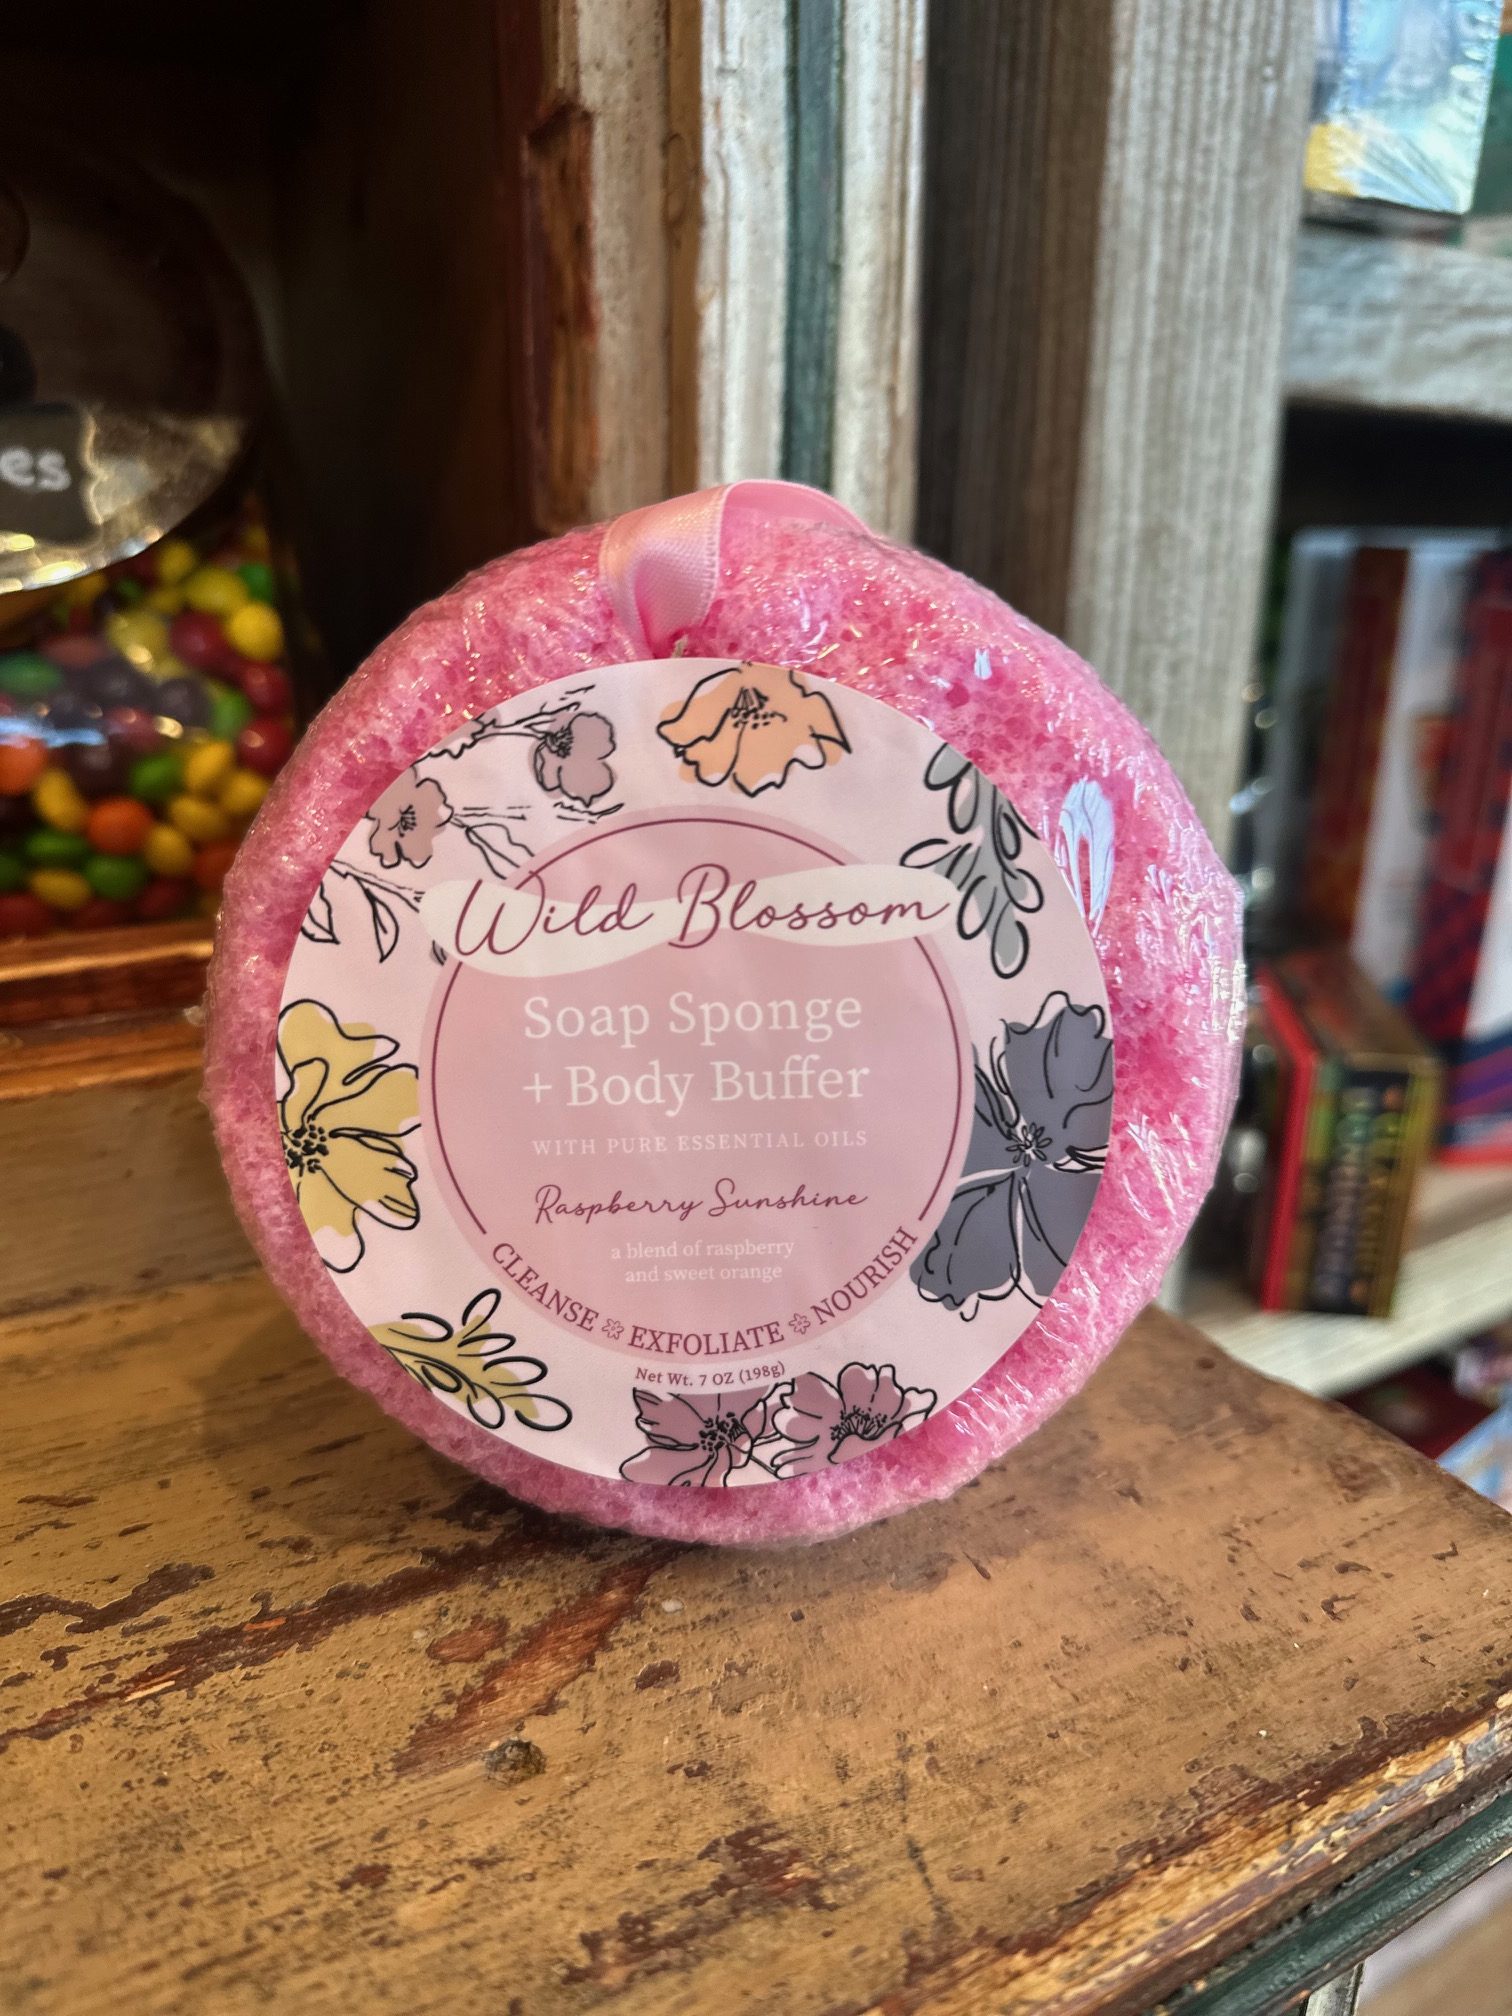 es
Wild Blossom
Soap Sponge
+ Body Buffer
WITH PURE ESSENTIAL OILS
Raspberry Sunshine
a blend of raspberry
and sweet orange
CLEANSE ❀ EXFOLIATE ❀ NOURISH
Net Wt. 7 OZ (198g)